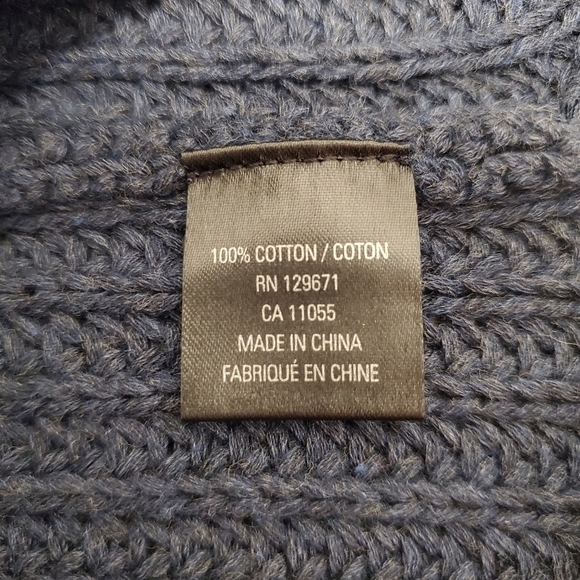 100% COTTON / COTON
RN 129671
CA 11055
MADE IN CHINA
FABRIQUÉ EN CHINE